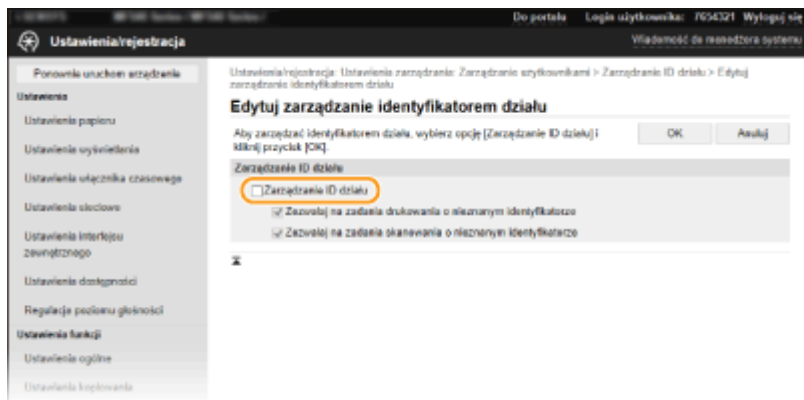 Do portalu Login użytkownika: 7654321 Wyloguj się
Ustawienia/rejestracja
Wiadomość do menedżera systemu
Ponownie uruchom urządzenie
Ustawienia
Ustawienia papieru
Ustawienia wyświetlenia
Ustawienia włącznika czasowego
Ustawienia sieciowe
Ustawienia interfejsu
zewnętrznego
Ustawienia dostępności
Regulacja poziomu głośności
Ustawienia funkcji
Ustawienia ogólne
Ustawienia kopiowania
Ustawienia/rejestracja: Ustawienia zarządzania: Zarządzanie użytkownikami > Zarządzanie ID działu > Edytuj
zarządzanie identyfikatorem działu
Edytuj zarządzanie identyfikatorem działu
Aby zarządzać identyfikatorem działu, wybierz opcję [Zarządzanie ID działu] i
kliknij przycisk [OK].
OK Anuluj
Zarządzanie ID działu
Zarządzanie ID działu
Zezwalaj na zadania drukowania o nieznanym identyfikatorze
Zezwalaj na zadania skanowania o nieznanym identyfikatorze